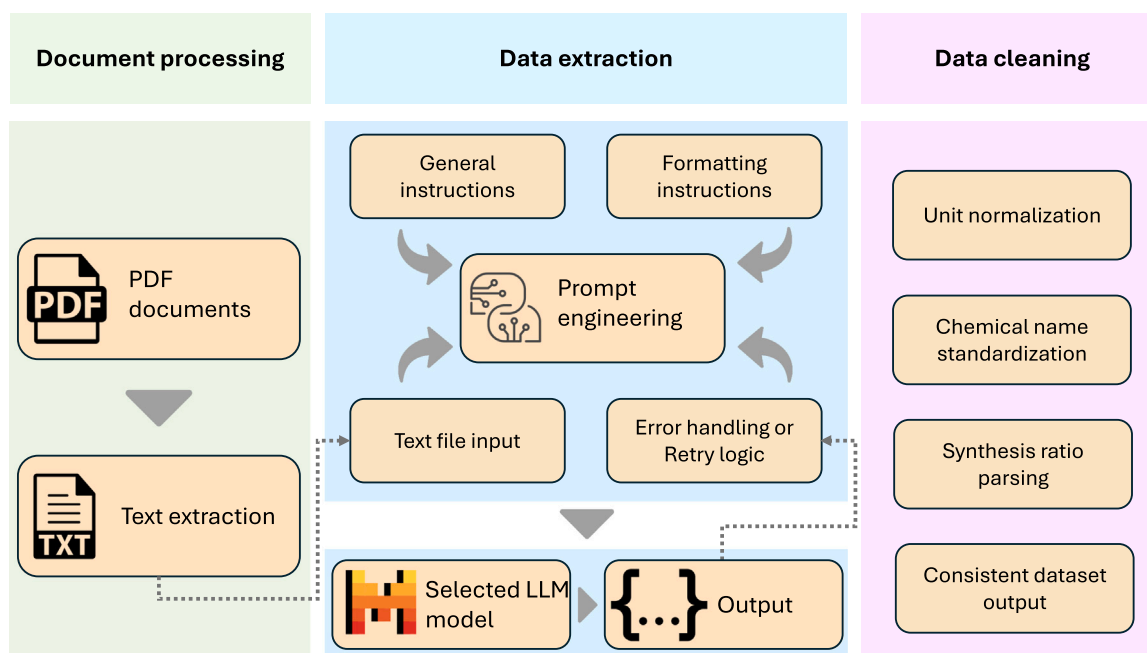 Document processing
Data extraction
Data cleaning
PDF
PDF
documents
TXT
Text extraction
General
instructions
Formatting
instructions
Prompt
engineering
Text file input
Error handling or
Retry logic
Selected LLM
model
{...}
Output
Unit normalization
Chemical name
standardization
Synthesis ratio
parsing
Consistent dataset
output